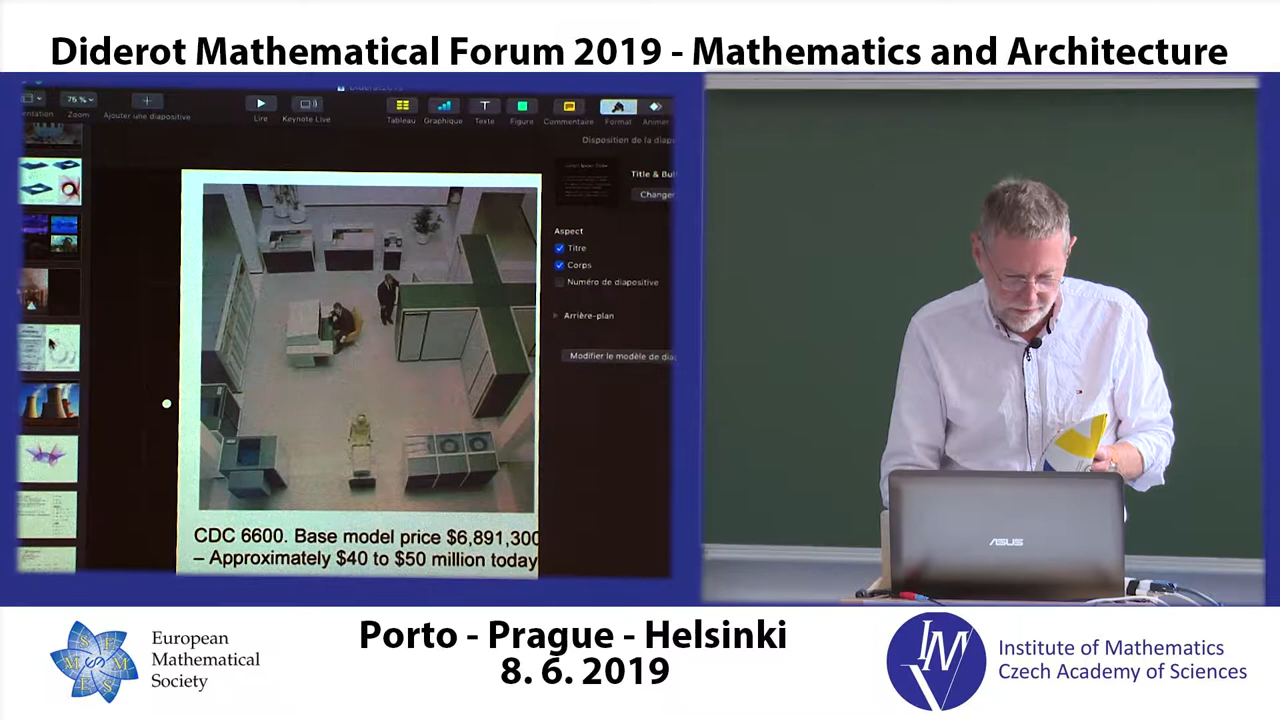 Diderot Mathematical Forum 2019 - Mathematics and Architecture
75 %
Zoom
Ajouter une diapositive
Lire
Keynote Live
Tableau
Graphique
Texte
Figure
Commentaire
Format
Animer
Disposition de la
Title &
Changer
Aspect
Titre
Corps
Numéro de diapositive
Arrière-plan
Modifier le modèle de
CDC 6600. Base model price $6,891,300
– Approximately $40 to $50 million today
ASUS
European
Mathematical
Society
Porto - Prague - Helsinki
8. 6. 2019
IM
Institute of Mathematics
Czech Academy of Sciences